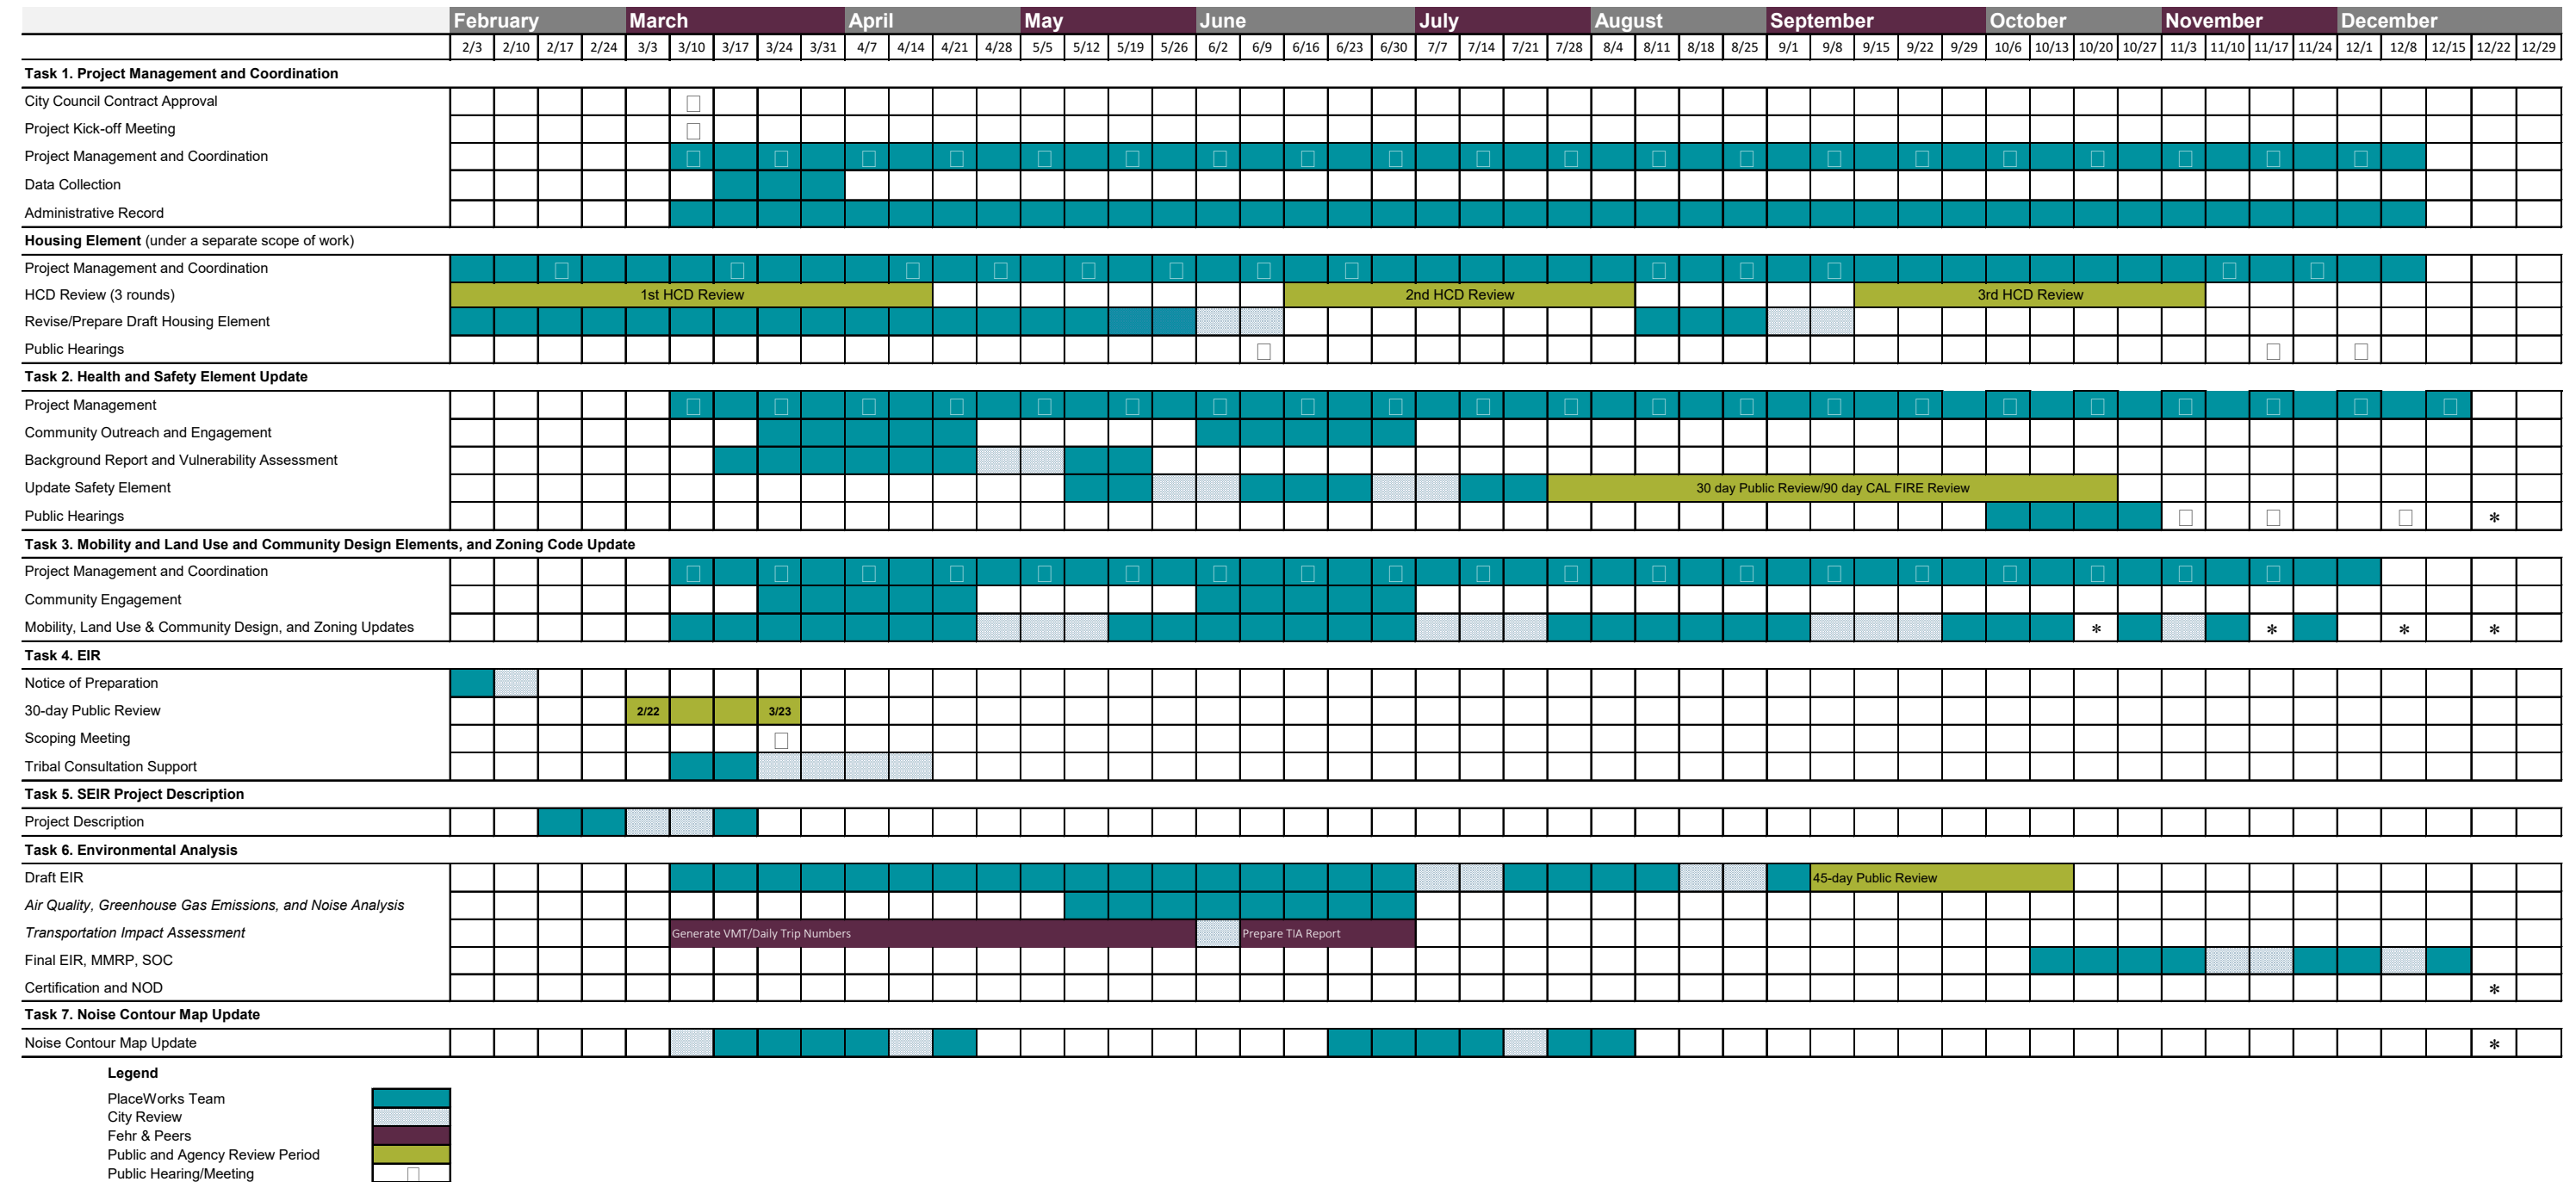 February March April May June July August September October November December
2/3 2/10 2/17 2/24 3/3 3/10 3/17 3/24 3/31 4/7 4/14 4/21 4/28 5/5 5/12 5/19 5/26 6/2 6/9 6/16 6/23 6/30 7/7 7/14 7/21 7/28 8/4 8/11 8/18 8/25 9/1 9/8 9/15 9/22 9/29 10/6 10/13 10/20 10/27 11/3 11/10 11/17 11/24 12/1 12/8 12/15 12/22 12/29
Task 1. Project Management and Coordination
City Council Contract Approval
Project Kick-off Meeting
Project Management and Coordination
Data Collection
Administrative Record
Housing Element (under a separate scope of work)
Project Management and Coordination
HCD Review (3 rounds) 1st HCD Review 2nd HCD Review 3rd HCD Review
Revise/Prepare Draft Housing Element
Public Hearings
Task 2. Health and Safety Element Update
Project Management
Community Outreach and Engagement
Background Report and Vulnerability Assessment
Update Safety Element 30 day Public Review/90 day CAL FIRE Review
Public Hearings *
Task 3. Mobility and Land Use and Community Design Elements, and Zoning Code Update
Project Management and Coordination
Community Engagement
Mobility, Land Use & Community Design, and Zoning Updates * * * *
Task 4. EIR
Notice of Preparation
30-day Public Review 2/22 3/23
Scoping Meeting
Tribal Consultation Support
Task 5. SEIR Project Description
Project Description
Task 6. Environmental Analysis
Draft EIR 45-day Public Review
Air Quality, Greenhouse Gas Emissions, and Noise Analysis
Transportation Impact Assessment Generate VMT/Daily Trip Numbers Prepare TIA Report
Final EIR, MMRP, SOC
Certification and NOD *
Task 7. Noise Contour Map Update
Noise Contour Map Update *
Legend
PlaceWorks Team
City Review
Fehr & Peers
Public and Agency Review Period
Public Hearing/Meeting